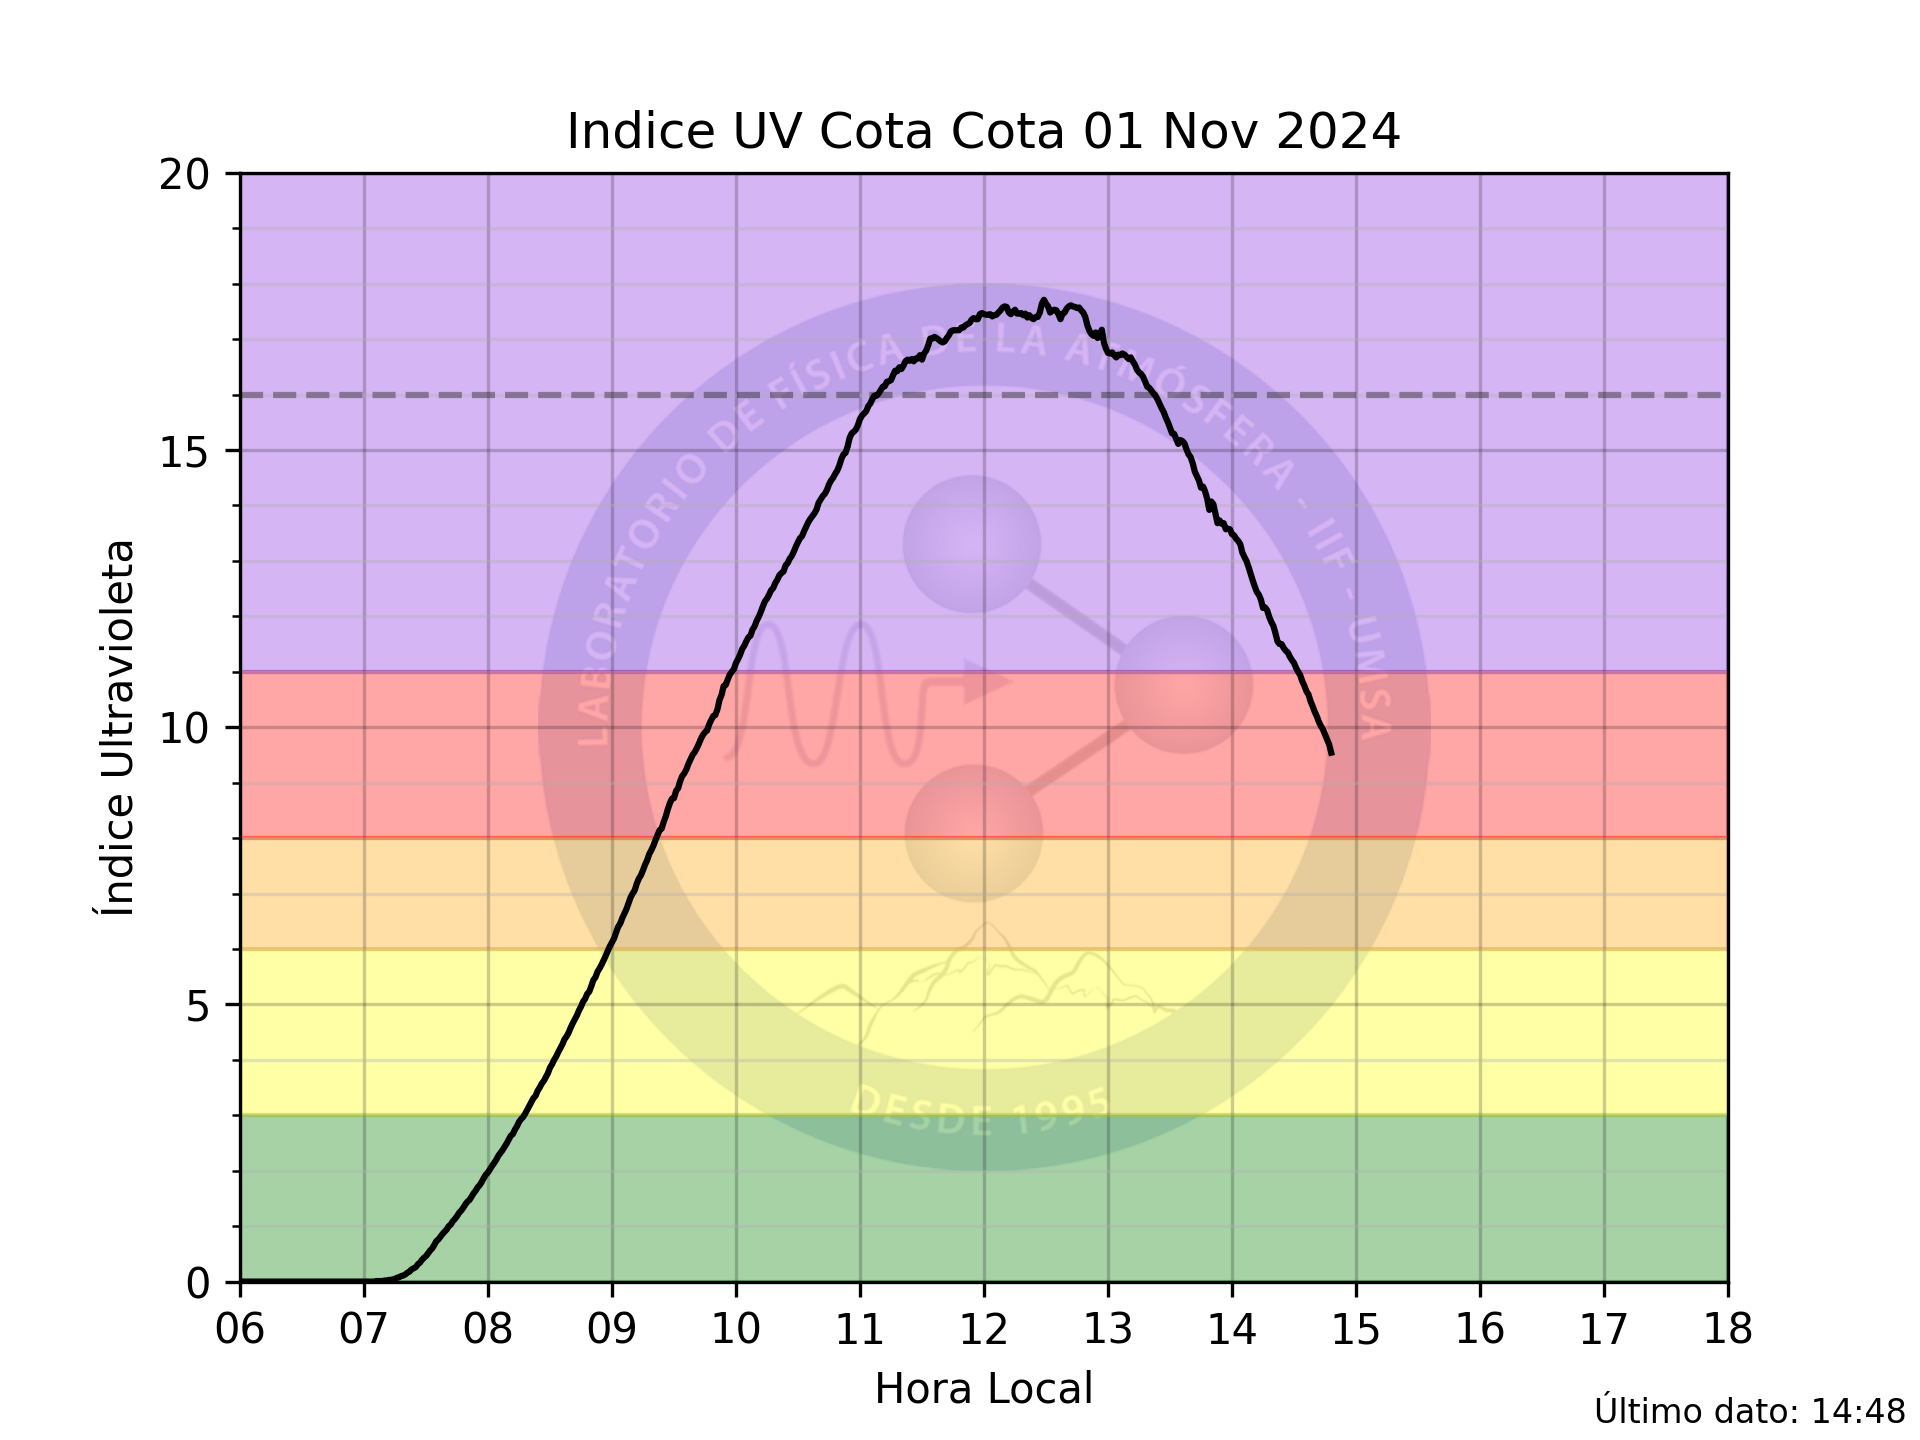 Indice UV Cota Cota 01 Nov 2024
20
15
10
5
0
Índice Ultravioleta
LABORATORIO DE FÍSICA DE LA ATMÓSFERA - IIF - UMSA
DESDE 1995
06 07 08 09 10 11 12 13 14 15 16 17 18
Hora Local
Último dato: 14:48